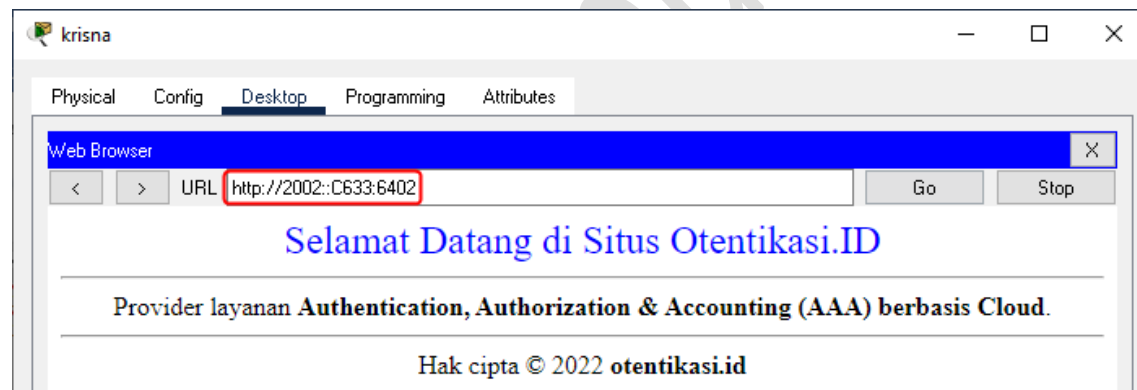 krisna
Physical Config Desktop Programming Attributes
Web Browser X
< > URL http://2002::C633:6402 Go Stop
Selamat Datang di Situs Otentikasi.ID
Provider layanan Authentication, Authorization & Accounting (AAA) berbasis Cloud.
Hak cipta © 2022 otentikasi.id